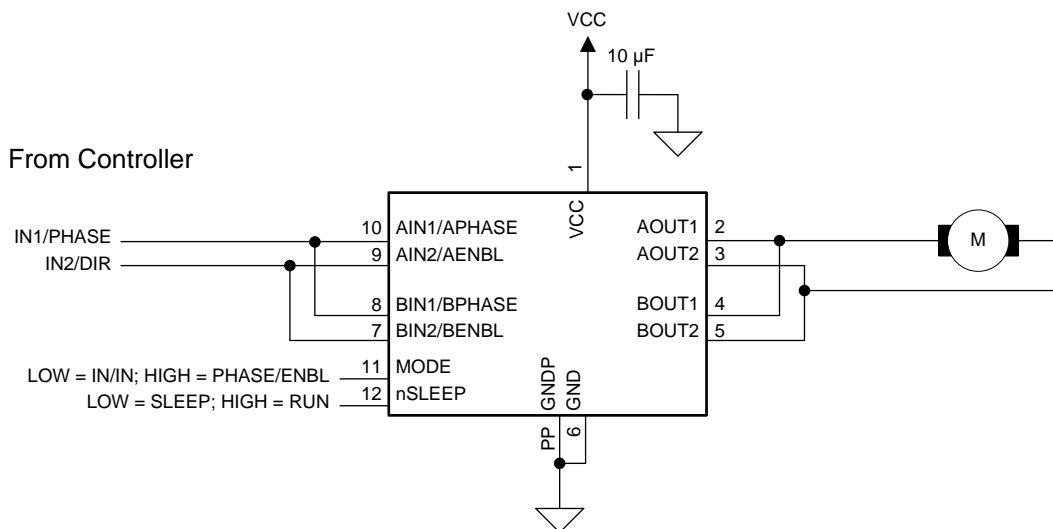 VCC
10 µF
From Controller
1
VCC
IN1/PHASE
10
AIN1/APHASE
AOUT1
2
M
IN2/DIR
9
AIN2/AENBL
AOUT2
3
8
BIN1/BPHASE
BOUT1
4
7
BIN2/BENBL
BOUT2
5
LOW = IN/IN; HIGH = PHASE/ENBL
11
MODE
LOW = SLEEP; HIGH = RUN
12
nSLEEP
GNDP
GND
PP
6